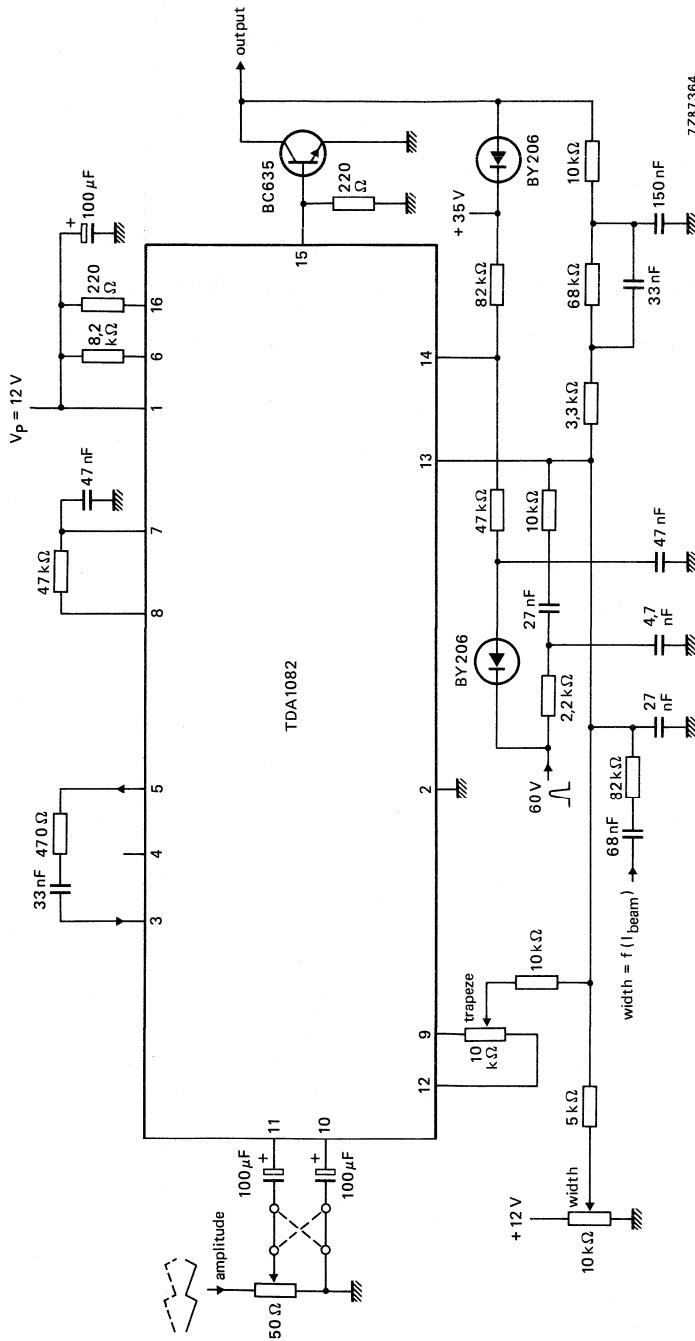 VP = 12 V
+
100 µF
220
Ω
8,2
kΩ
47 nF
47 kΩ
470 Ω
33 nF
1
6
16
7
8
5
4
3
output
BC635
220
Ω
15
TDA1082
11
10
100 µF
+
+
100 µF
amplitude
50 Ω
12
9
2
13
14
trapeze
10
kΩ
10 kΩ
60 V
BY206
2,2 kΩ
27 nF
47 kΩ
10 kΩ
82 kΩ
+ 35 V
BY206
3,3 kΩ
68 kΩ
10 kΩ
33 nF
150 nF
47 nF
4,7
nF
27
nF
82 kΩ
68 nF
width = f (Ibeam)
5 kΩ
width
+12 V
10 kΩ
7Z87364